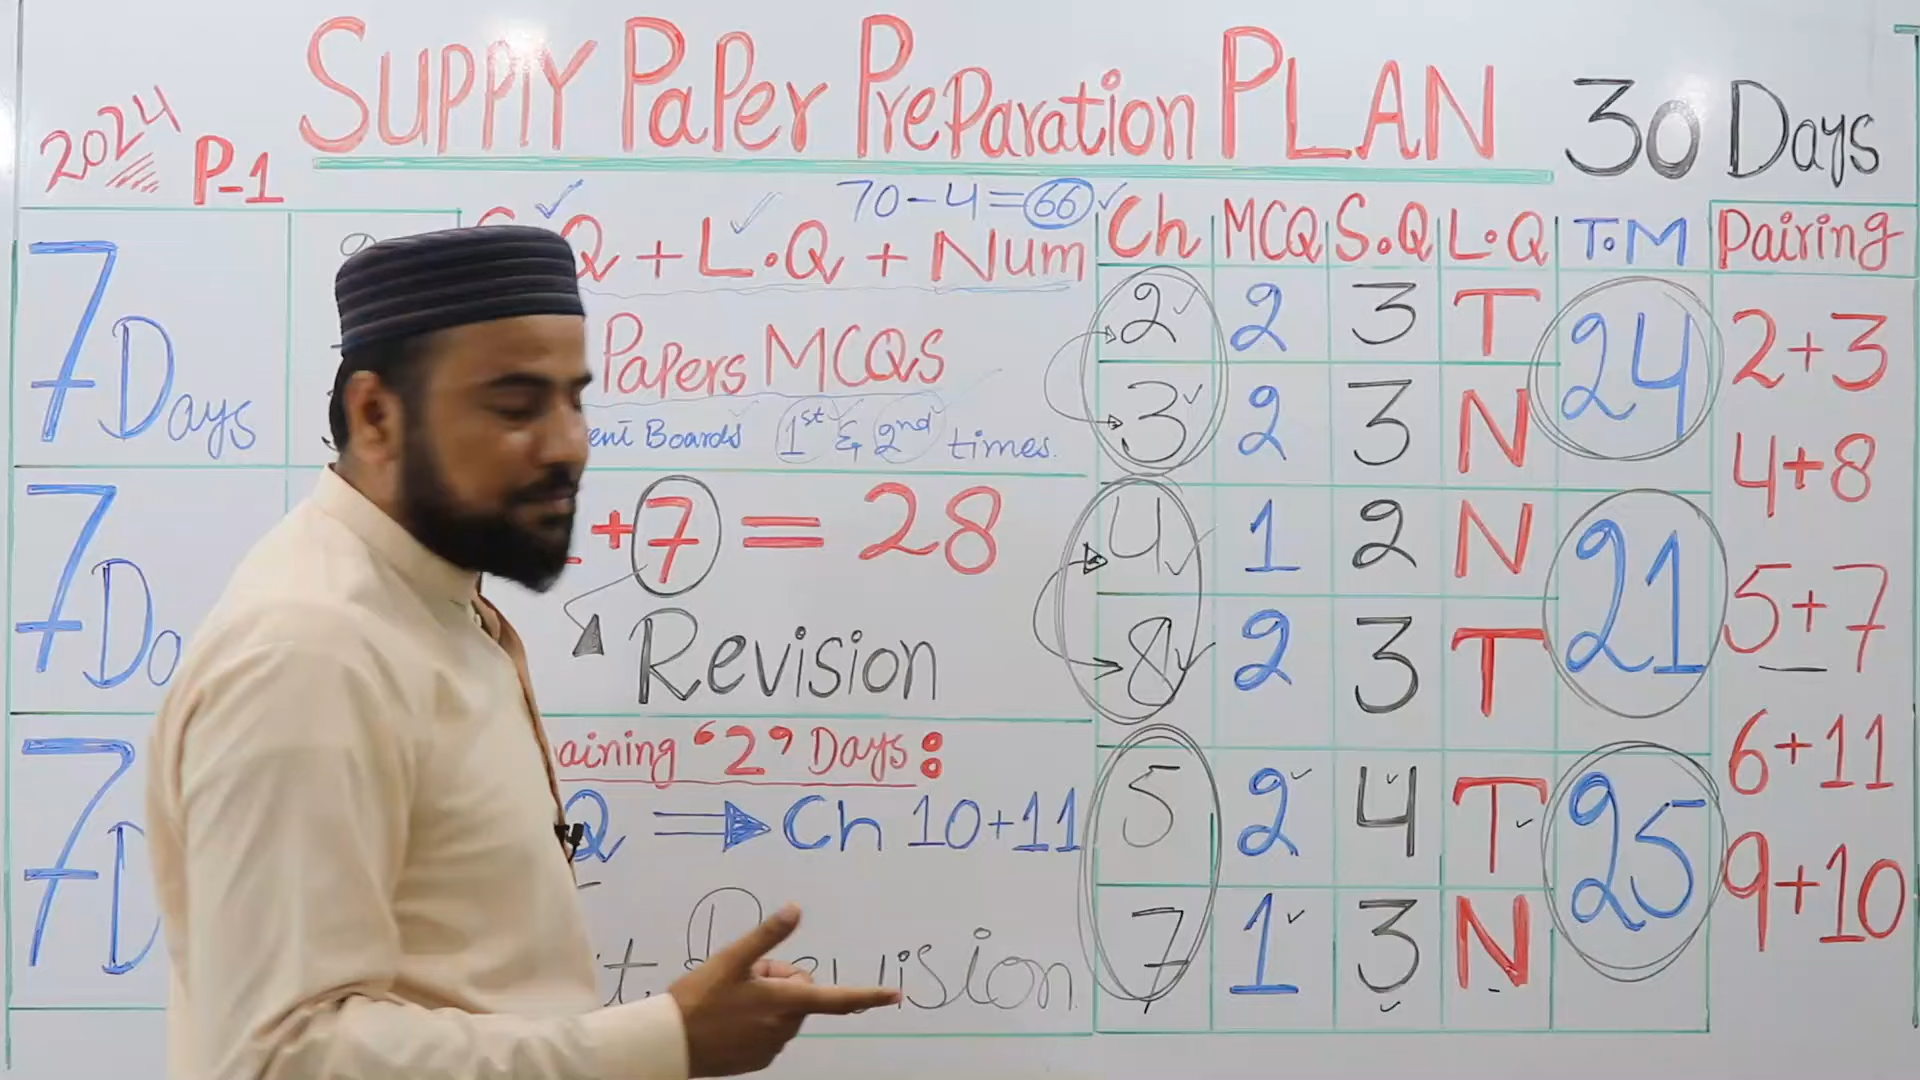 SUPPlY PaPer PreParation PLAN 30 Days
2024 P-1
70-4=66
Q + L.Q + Num
7 Days
Papers MCQS
Boards 1st & 2nd times.
7
+7 = 28
Revision
7
"2" Days:
Q ⇒ Ch 10+11
Revision
Ch MCQ S.Q L.Q T.M
2 2 3 T 24
3 2 3 N
4 1 2 N 21
8 2 3 T
5 2 4 T 25
7 1 3 N
Pairing
2+3
4+8
5+7
6+11
9+10